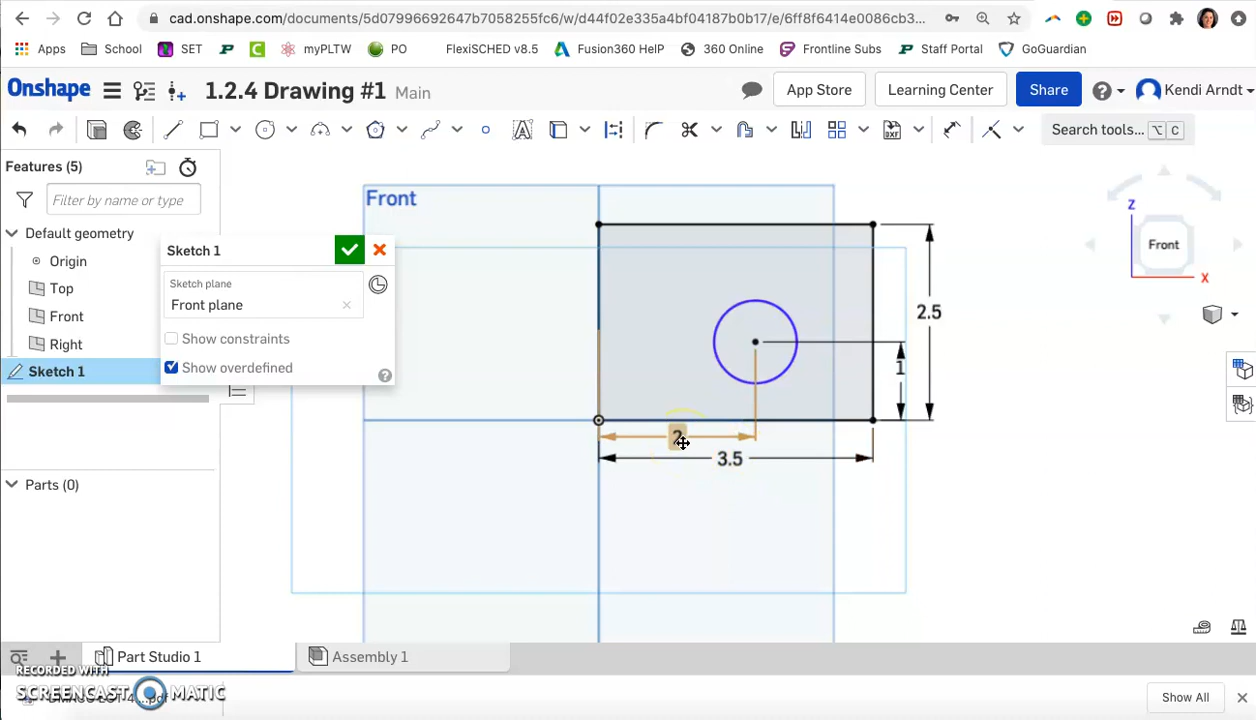 cad.onshape.com/documents/5d07996692647b7058255fc6/w/d44f02e335a4bf04187b0b17/e/6ff8f6414e0086cb3...
Apps School SET myPLTW PO FlexiSCHED v8.5 Fusion360 HelP 360 Online Frontline Subs Staff Portal GoGuardian
Onshape 1.2.4 Drawing #1 Main App Store Learning Center Share Kendi Arndt
Search tools... ⌥ C
Features (5)
Filter by name or type
Default geometry
Origin
Top
Front
Right
Sketch 1
Sketch 1
Sketch plane
Front plane
Show constraints
Show overdefined
Front
2.5
1
2
3.5
Z
Front
X
Parts (0)
Part Studio 1 Assembly 1
RECORDED WITH
SCREENCAST MATIC
.pdf
Show All